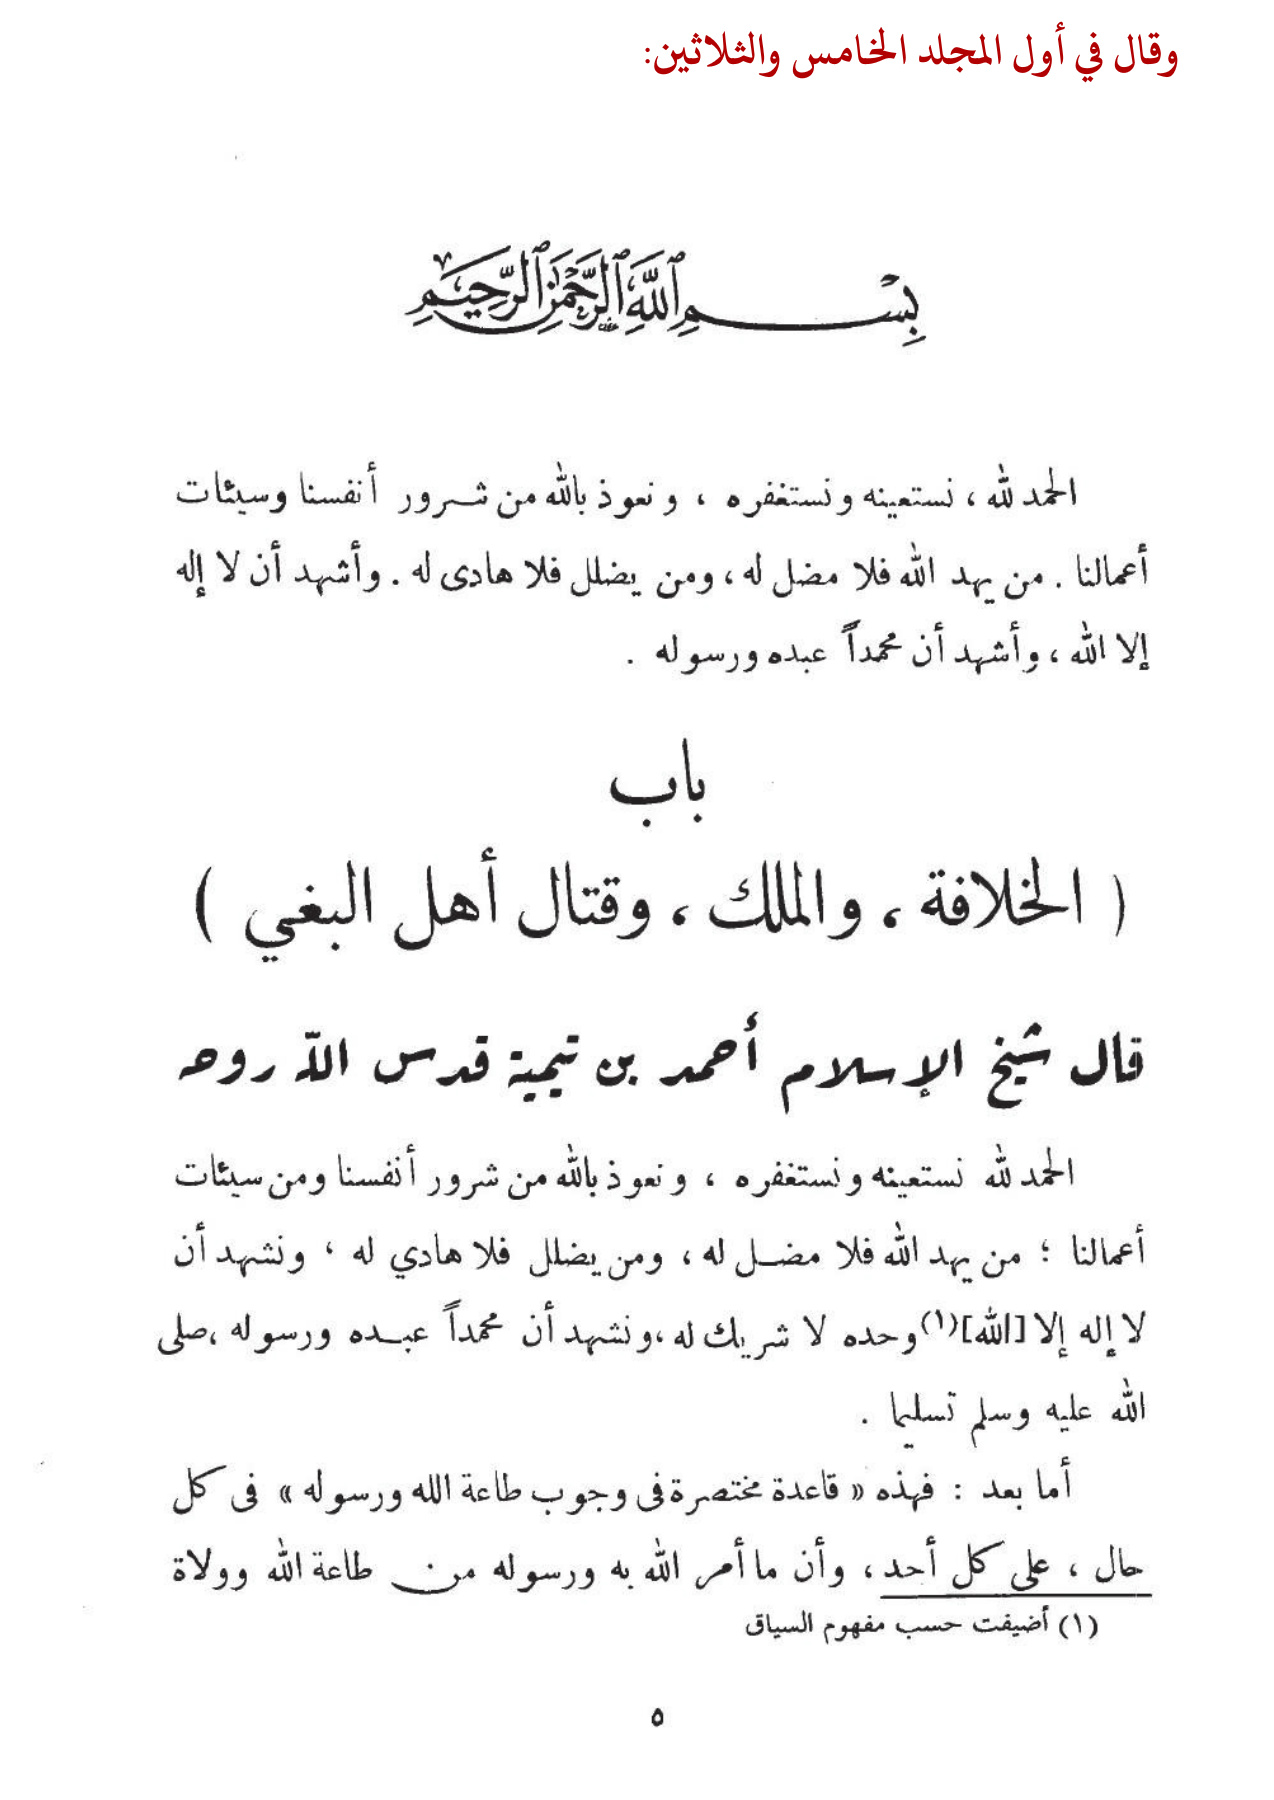 وقال في أول المجلد الخامس والثلاثين:
بسم الله الرحمن الرحيم
الحمد لله ، نستعينه ونستغفره ، ونعوذ بالله من شرور أنفسنا وسيئات
أعمالنا . من يهد الله فلا مضل له ، ومن يضلل فلا هادى له . وأشهد أن لا إله
إلا الله ، وأشهد أن محمداً عبده ورسوله .
باب
( الخلافة ، والملك ، وقتال أهل البغي )
قال شيخ الإسلام أحمد بن تيمية قدس الله روحه
الحمد لله نستعينه ونستغفره ، ونعوذ بالله من شرور أنفسنا ومن سيئات
أعمالنا ؛ من يهد الله فلا مضل له ، ومن يضلل فلا هادي له ، ونشهد أن
لا إله إلا [الله](١) وحده لا شريك له ، ونشهد أن محمداً عبده ورسوله ، صلى
الله عليه وسلم تسليما .
أما بعد : فهذه « قاعدة مختصرة فى وجوب طاعة الله ورسوله » فى كل
حال ، على كل أحد ، وأن ما أمر الله به ورسوله من طاعة الله وولاة
(١) أضيفت حسب مفهوم السياق
٥